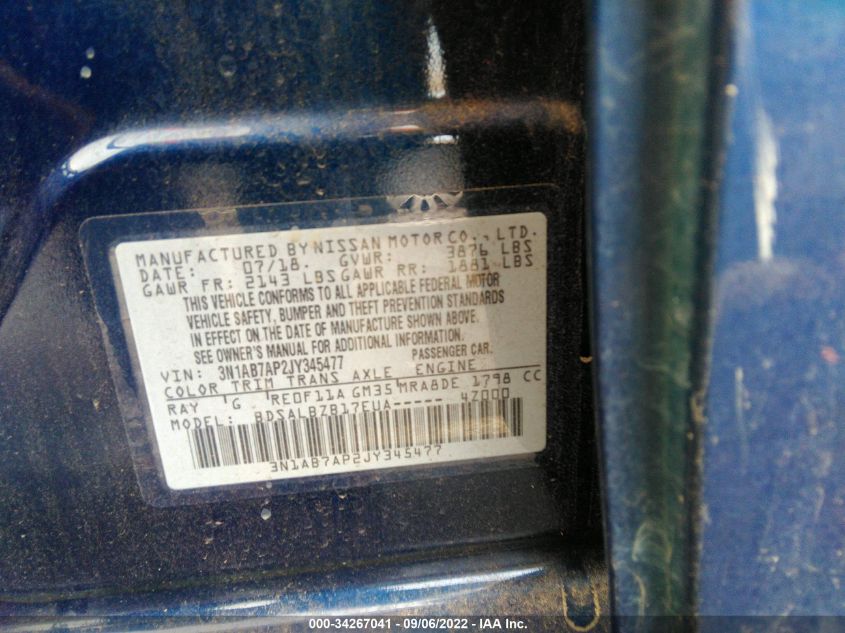 MANUFACTURED BY NISSAN MOTOR CO., LTD.
DATE: 07/18. GVWR: 3876 LBS
GAWR FR: 2143 LBS GAWR RR: 1881 LBS
THIS VEHICLE CONFORMS TO ALL APPLICABLE FEDERAL MOTOR
VEHICLE SAFETY, BUMPER AND THEFT PREVENTION STANDARDS
IN EFFECT ON THE DATE OF MANUFACTURE SHOWN ABOVE.
SEE OWNER'S MANUAL FOR ADDITIONAL INFORMATION.
VIN: 3N1AB7AP2JY345477 PASSENGER CAR.
COLOR TRIM TRANS AXLE ENGINE
RAY G RE0F11A GM35 MRA8DE 1798 CC
MODEL: BDSALBZB17EUA----- 4Z000
3N1AB7AP2JY345477
000-34267041 - 09/06/2022 - IAA Inc.